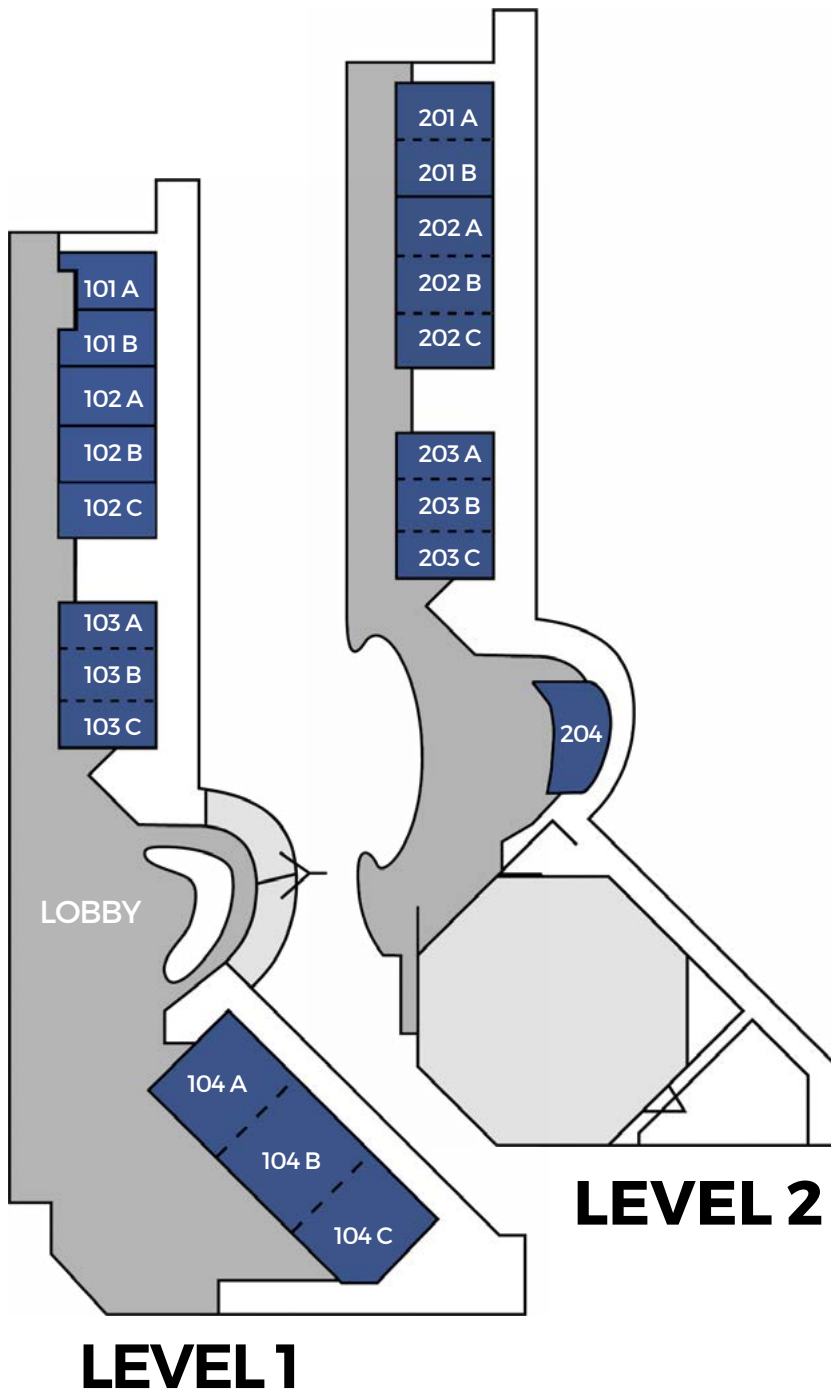 101 A
101 B
102 A
102 B
102 C
103 A
103 B
103 C
LOBBY
104 A
104 B
104 C
LEVEL 1
201 A
201 B
202 A
202 B
202 C
203 A
203 B
203 C
204
LEVEL 2